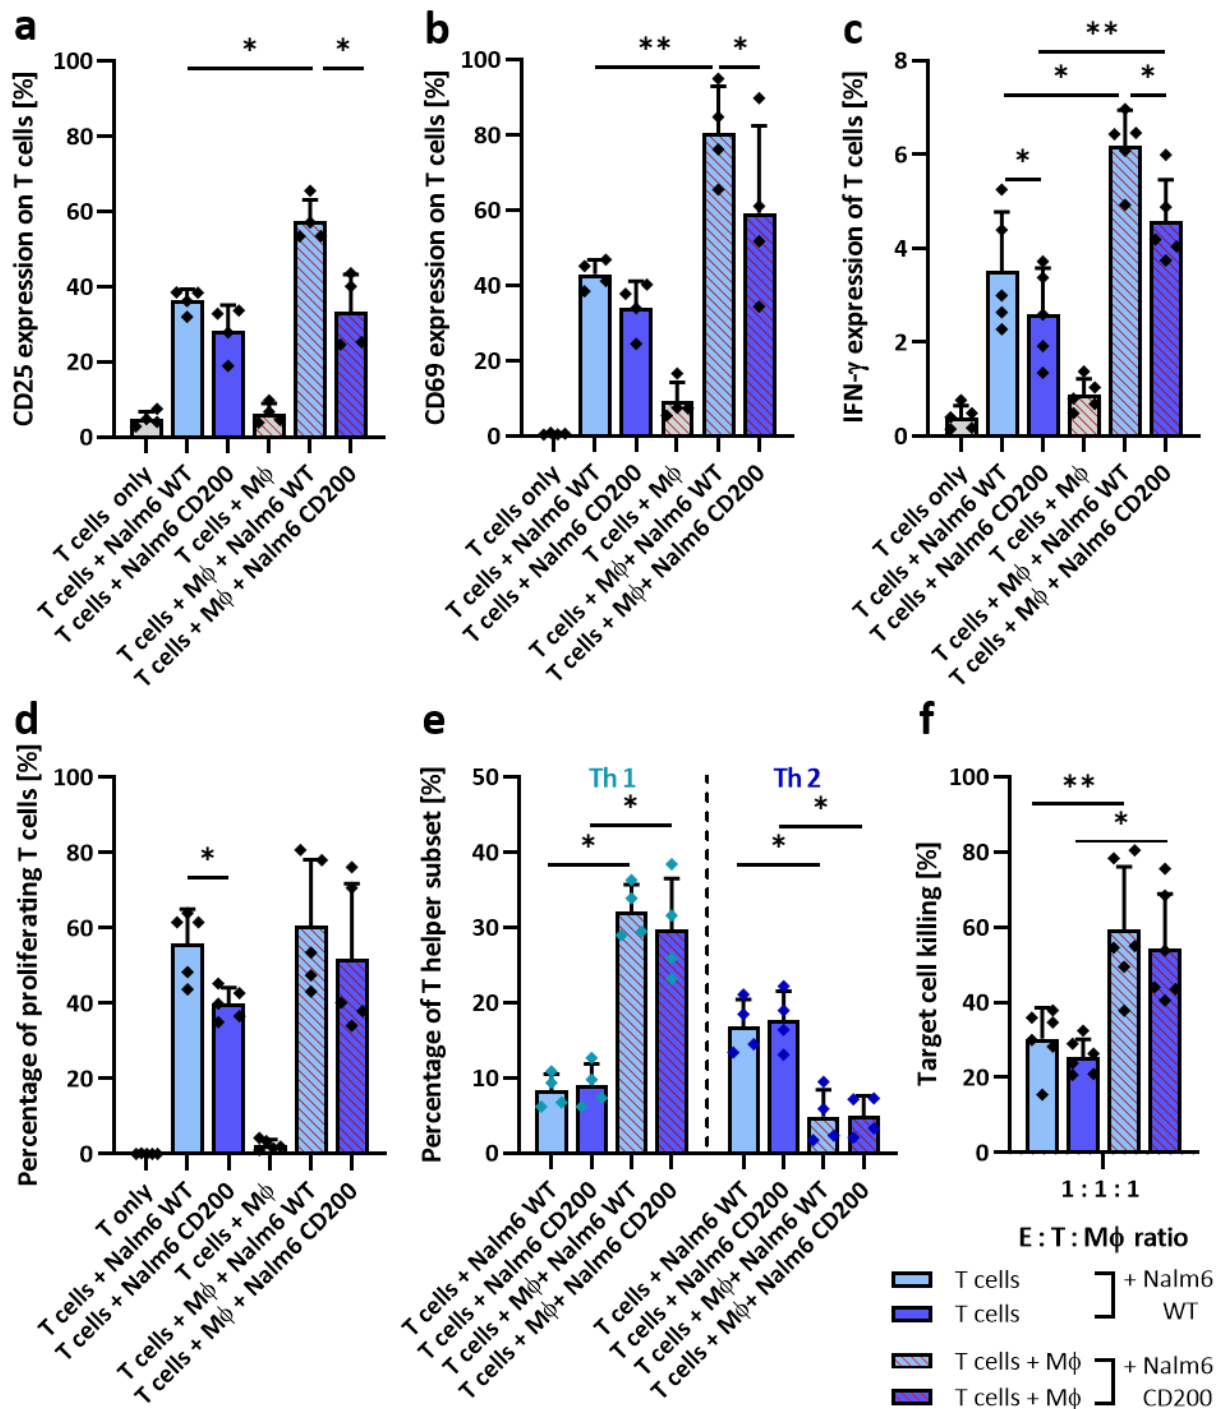 a
CD25 expression on T cells [%]
100
80
60
40
20
0
*
*
T cells only
T cells + Nalm6 WT
T cells + Nalm6 CD200
T cells + Mϕ
T cells + Mϕ + Nalm6 WT
T cells + Mϕ + Nalm6 CD200
b
CD69 expression on T cells [%]
100
80
60
40
20
0
**
*
T cells only
T cells + Nalm6 WT
T cells + Nalm6 CD200
T cells + Mϕ
T cells + Mϕ+ Nalm6 WT
T cells + Mϕ+ Nalm6 CD200
c
IFN-γ expression of T cells [%]
8
6
4
2
0
**
*
*
*
T cells only
T cells + Nalm6 WT
T cells + Nalm6 CD200
T cells + Mϕ
T cells + Mϕ + Nalm6 WT
T cells + Mϕ + Nalm6 CD200
d
Percentage of proliferating T cells [%]
100
80
60
40
20
0
*
T only
T cells + Nalm6 WT
T cells + Nalm6 CD200
T cells + Mϕ
T cells + Mϕ + Nalm6 WT
T cells + Mϕ + Nalm6 CD200
e
Percentage of T helper subset [%]
50
40
30
20
10
0
Th 1
Th 2
*
*
*
*
T cells + Nalm6 WT
T cells + Nalm6 CD200
T cells + Mϕ+ Nalm6 WT
T cells + Mϕ+ Nalm6 CD200
T cells + Nalm6 WT
T cells + Nalm6 CD200
T cells + Mϕ+ Nalm6 WT
T cells + Mϕ+ Nalm6 CD200
f
Target cell killing [%]
100
80
60
40
20
0
**
*
1 : 1 : 1
E : T : Mϕ ratio
T cells
T cells
+ Nalm6
WT
T cells + Mϕ
T cells + Mϕ
+ Nalm6
CD200